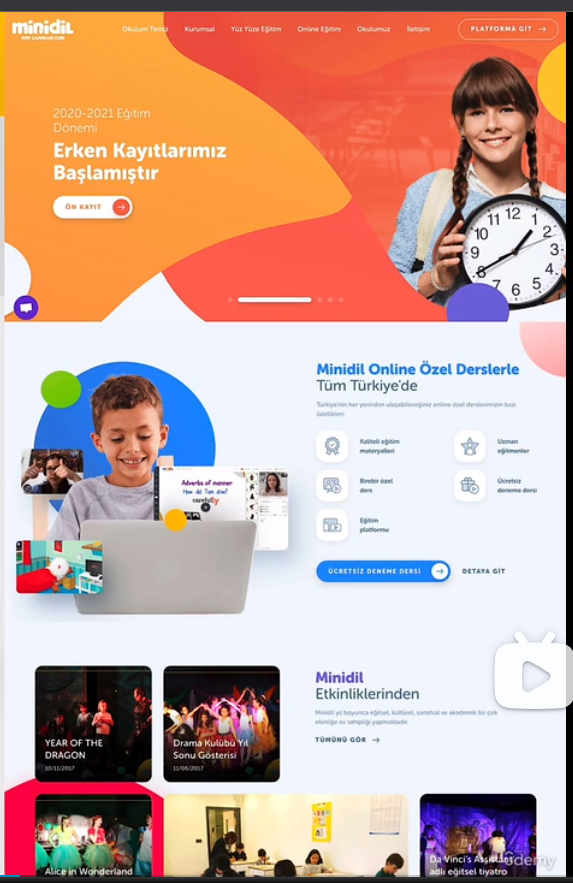 minidil
Okulum Temiz
Kurumsal
Yüz Yüze Eğitim
Online Eğitim
Okulumuz
İletişim
PLATFORMA GİT
2020-2021 Eğitim
Dönemi
Erken Kayıtlarımız
Başlamıştır
ÖN KAYIT
12
1
2
3
4
5
6
7
8
9
10
11
Minidil Online Özel Derslerle
Tüm Türkiye'de
Türkiye'nin her yerinden ulaşabileceğiniz online özel derslerimizin bazı
özellikleri.
Kaliteli eğitim
materyalleri
Uzman
eğitmenler
Birebir özel
ders
Ücretsiz
deneme dersi
Eğitim
platformu
Adverbs of manner
How did Tom draw?
carefully
ÜCRETSİZ DENEME DERSİ
DETAYA GİT
Minidil
Etkinliklerinden
Minidil yıl boyunca eğitsel, kültürel, sanatsal ve akademik bir çok
etkinliğe ev sahipliği yapmaktadır.
TÜMÜNÜ GÖR
YEAR OF THE
DRAGON
10/11/2017
Drama Kulübü Yıl
Sonu Gösterisi
11/06/2017
Alice in Wonderland
Da Vinci's Assistant
adlı eğitsel tiyatro
Udemy